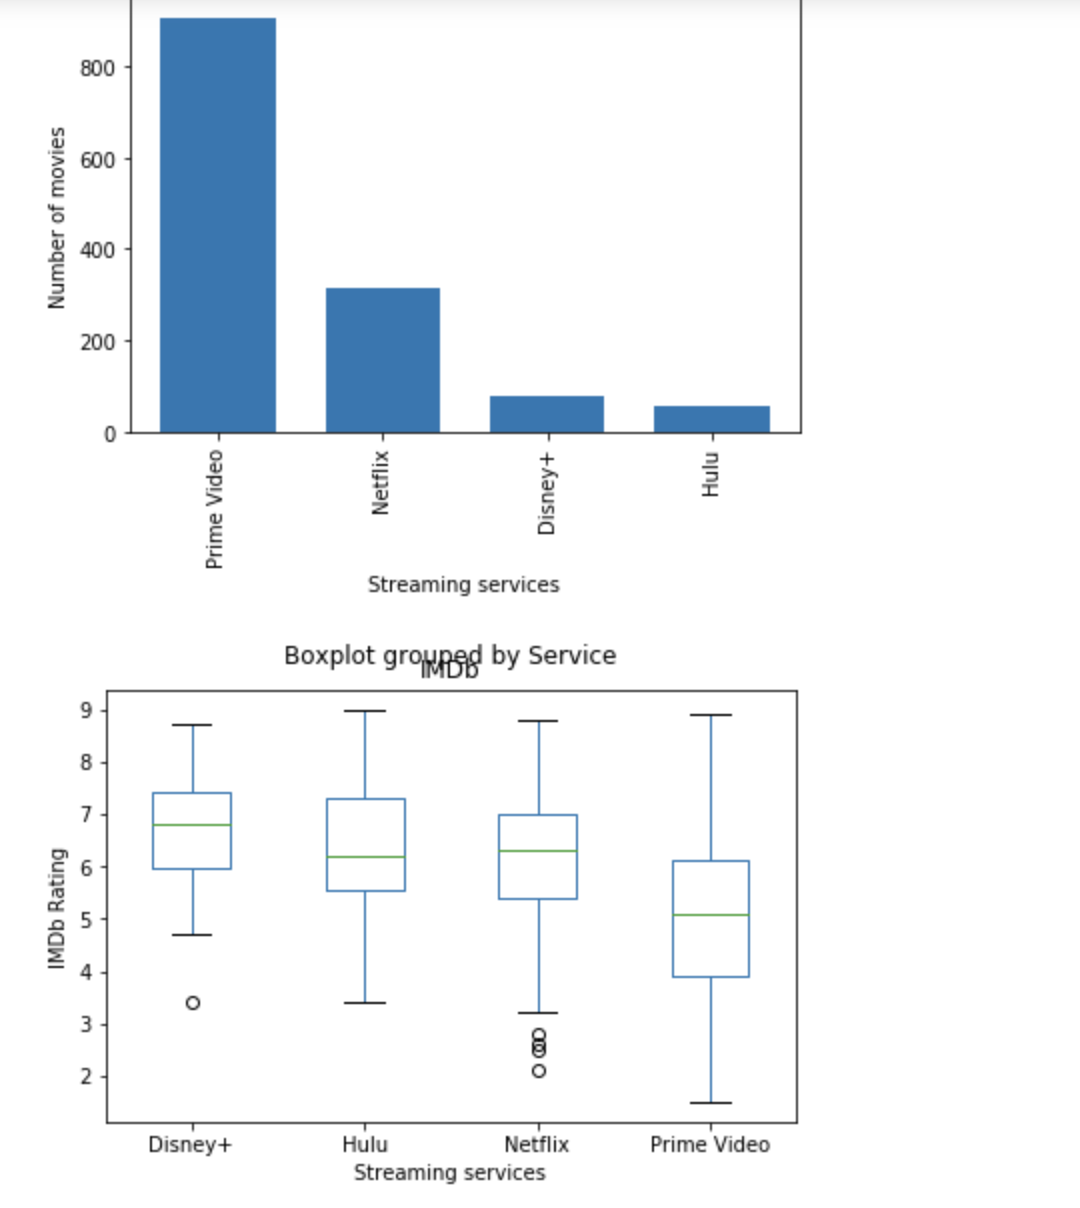 800
600
400
200
0
Number of movies
Prime Video
Netflix
Disney+
Hulu
Streaming services
Boxplot grouped by Service
IMDb
9
8
7
6
5
4
3
2
IMDb Rating
Disney+ Hulu Netflix Prime Video
Streaming services